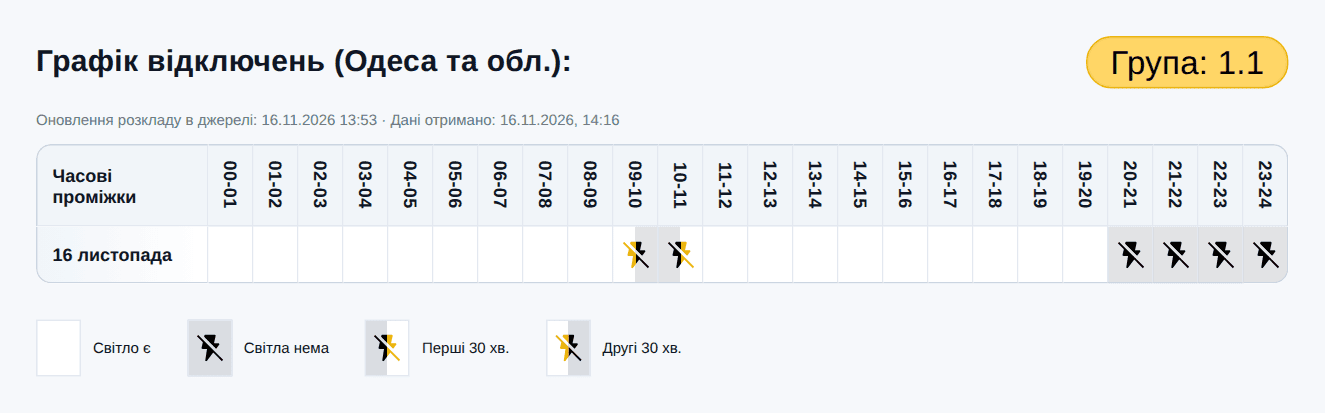 Графік відключень (Одеса та обл.):
Група: 1.1
Оновлення розкладу в джерелі: 16.11.2026 13:53 · Дані отримано: 16.11.2026, 14:16
Часові
проміжки
00-01
01-02
02-03
03-04
04-05
05-06
06-07
07-08
08-09
09-10
10-11
11-12
12-13
13-14
14-15
15-16
16-17
17-18
18-19
19-20
20-21
21-22
22-23
23-24
16 листопада
Світло є
Світла нема
Перші 30 хв.
Другі 30 хв.